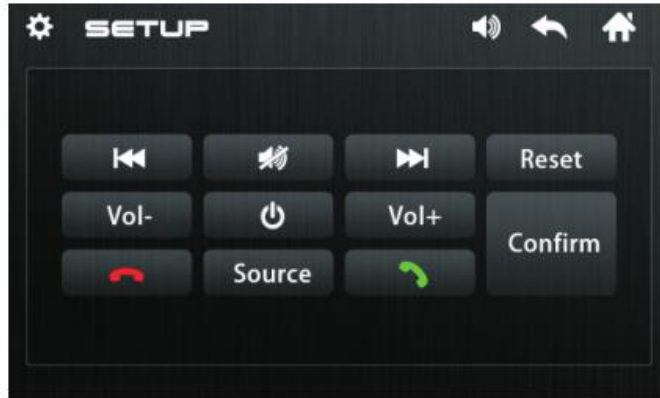 SETUP
Reset
Vol-
Vol+
Confirm
Source